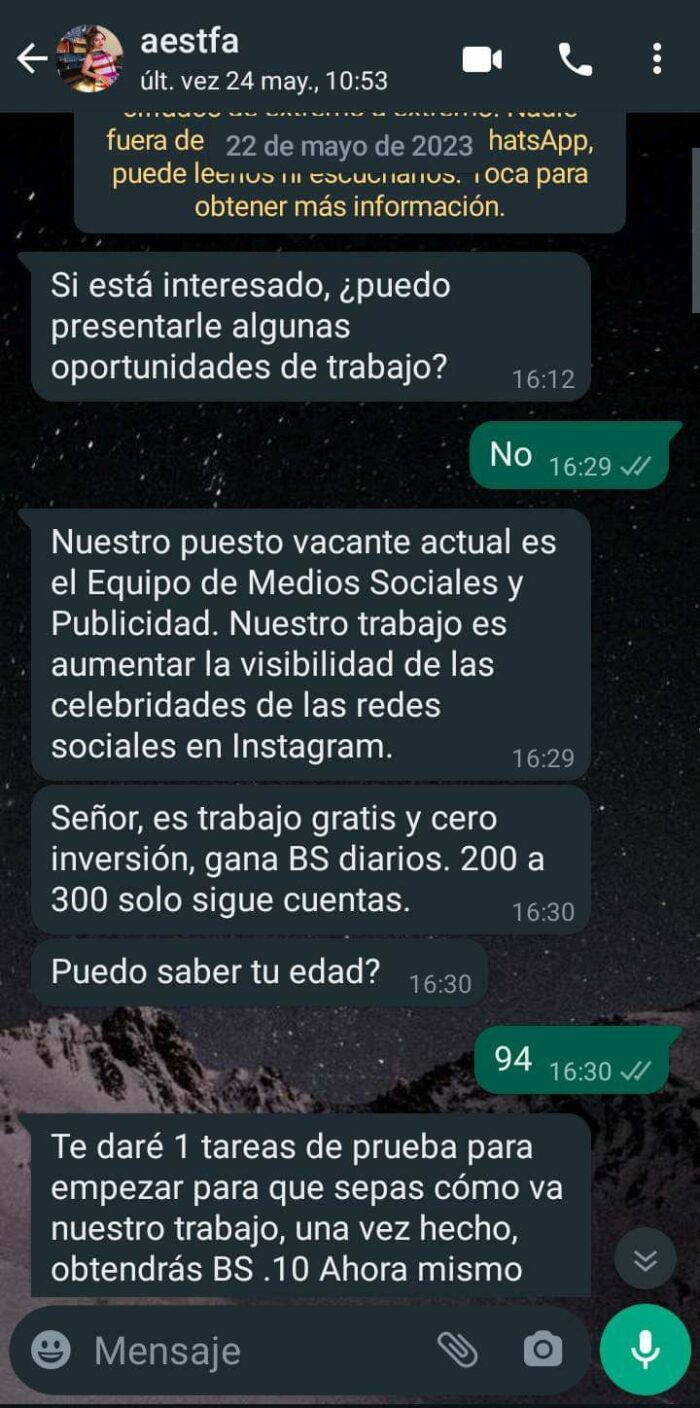 aestfa
últ. vez 24 may., 10:53
fuera de
22 de mayo de 2023
hatsApp,
puede leernos ni escucharnos. Toca para
obtener más información.
Si está interesado, ¿puedo
presentarle algunas
oportunidades de trabajo?
16:12
No
16:29
Nuestro puesto vacante actual es
el Equipo de Medios Sociales y
Publicidad. Nuestro trabajo es
aumentar la visibilidad de las
celebridades de las redes
sociales en Instagram.
16:29
Señor, es trabajo gratis y cero
inversión, gana BS diarios. 200 a
300 solo sigue cuentas.
16:30
Puedo saber tu edad?
16:30
94
16:30
Te daré 1 tareas de prueba para
empezar para que sepas cómo va
nuestro trabajo, una vez hecho,
obtendrás BS .10 Ahora mismo
Mensaje